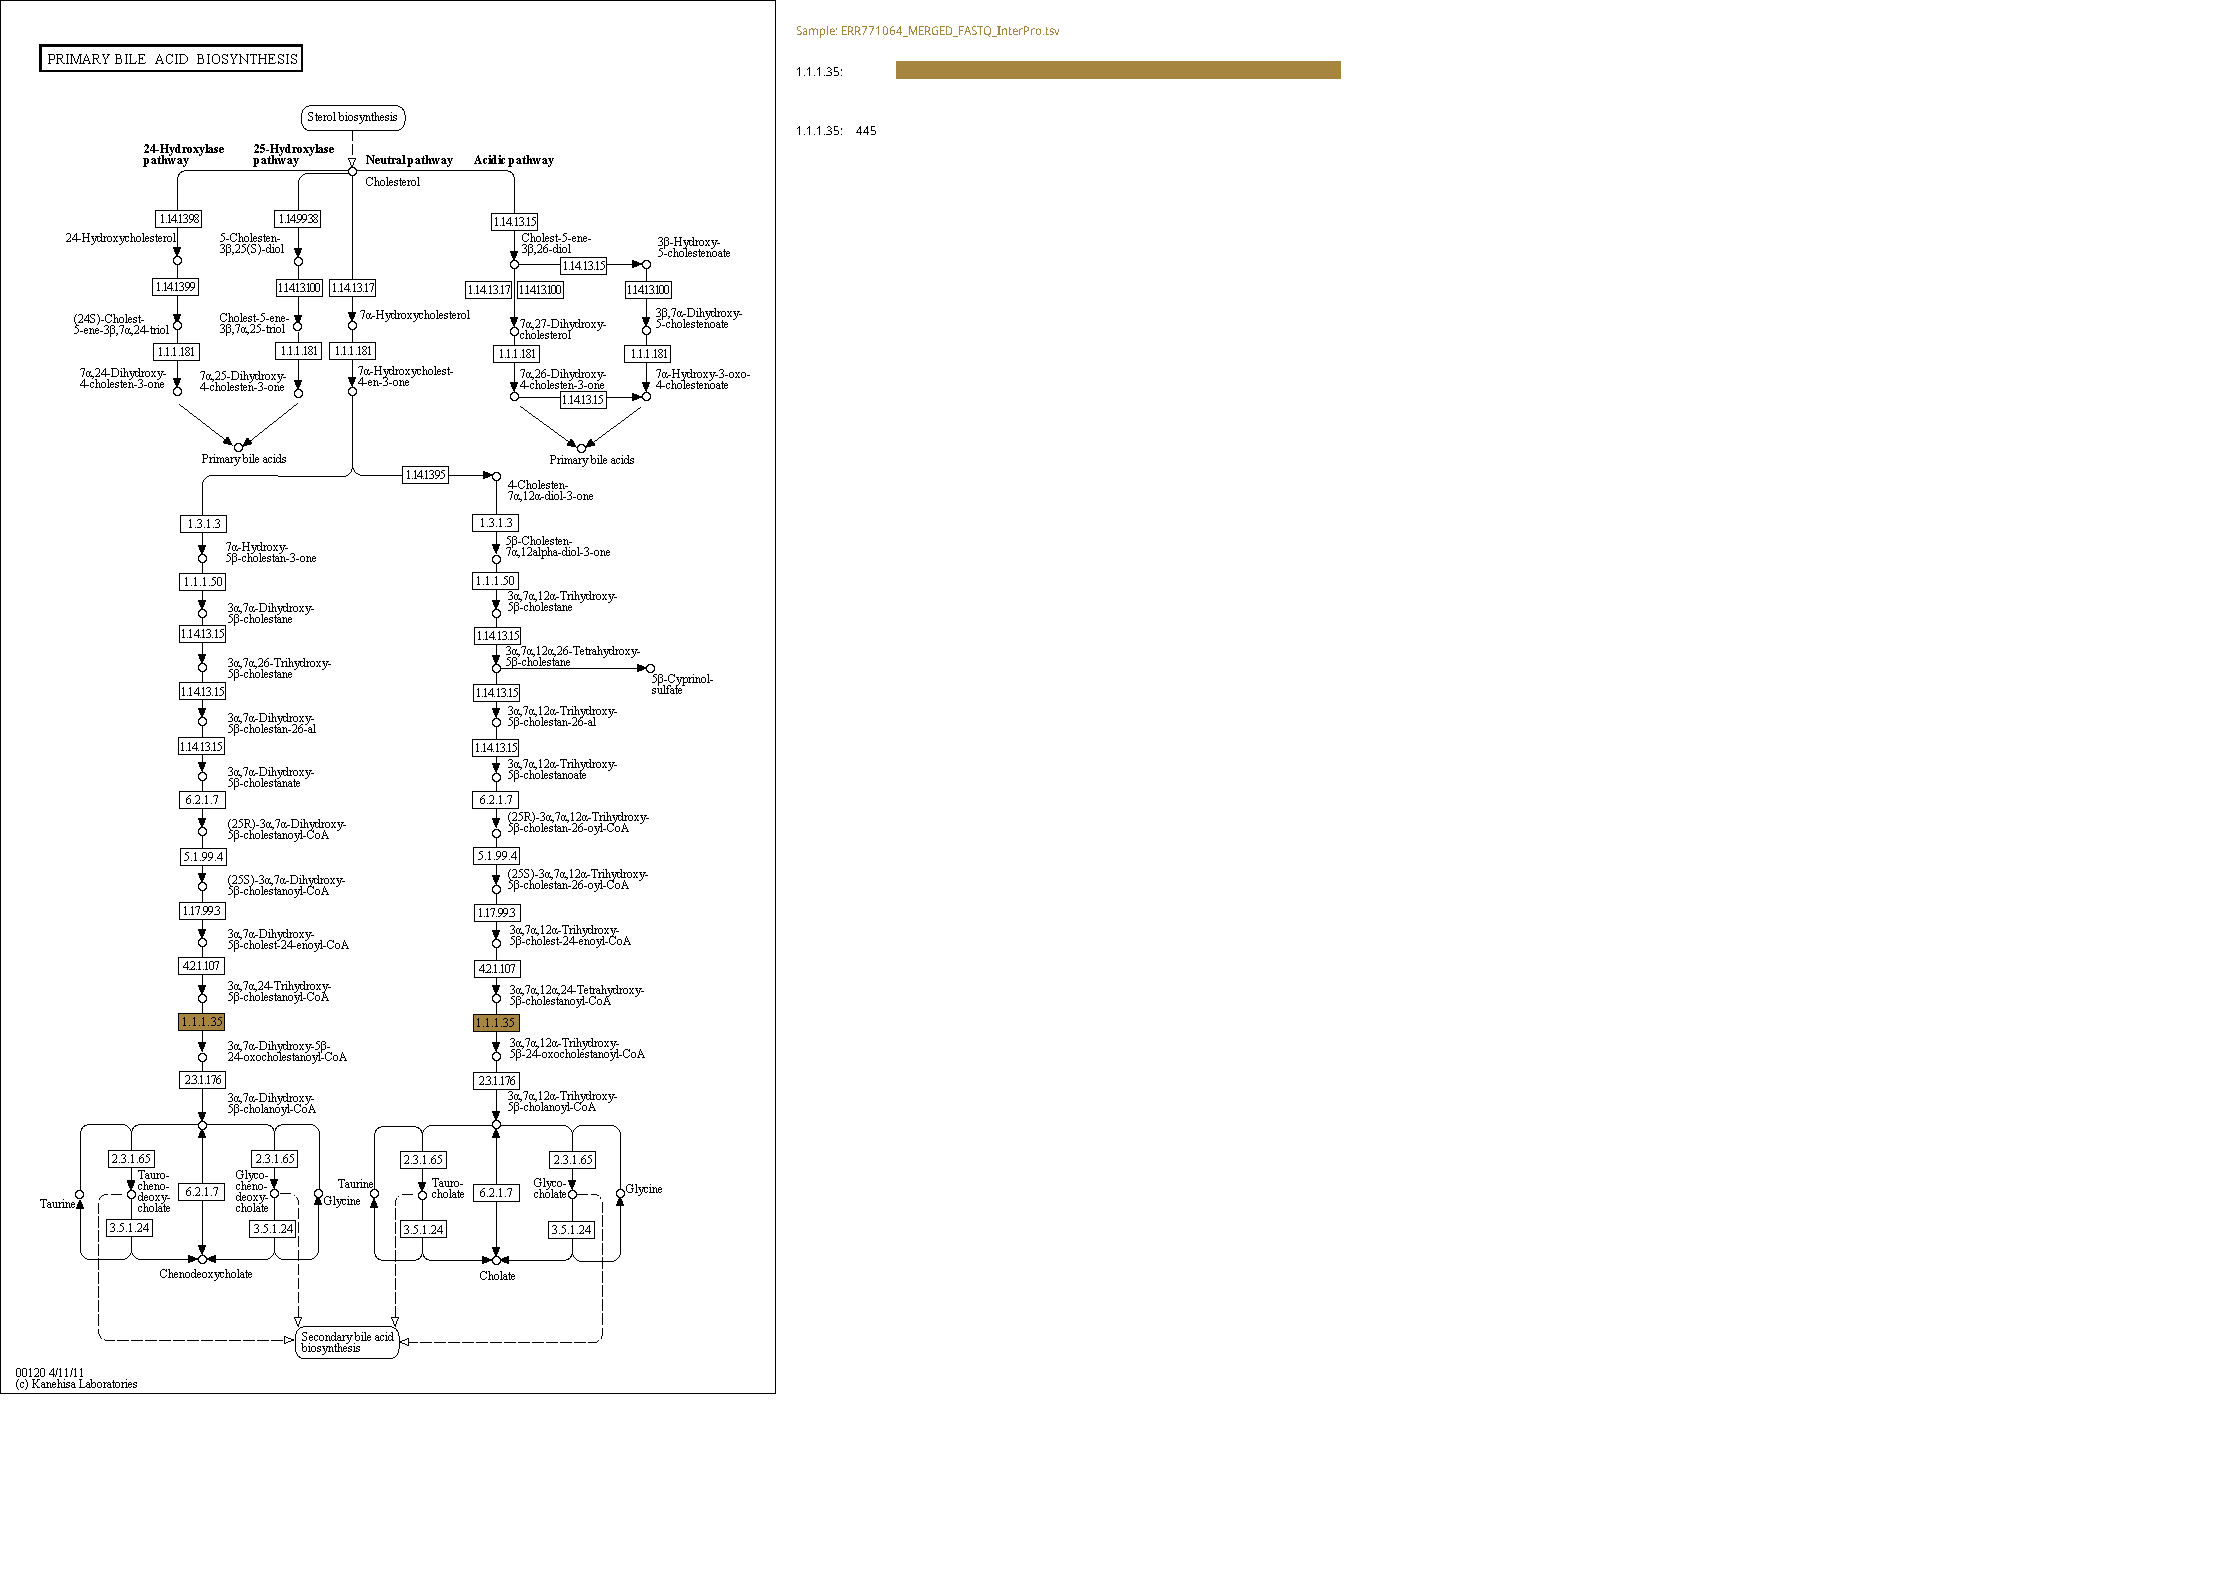 Sample: ERR771064_MERGED_FASTQ_InterPro.tsv
1.1.1.35:
1.1.1.35: 445
PRIMARY BILE ACID BIOSYNTHESIS
Sterol biosynthesis
24-Hydroxylase
pathway
25-Hydroxylase
pathway
Neutral pathway
Acidic pathway
Cholesterol
1.14.1398
1.14.9938
1.14.13.15
24-Hydroxycholesterol
5-Cholesten-
3β,25(S)-diol
Cholest-5-ene-
3β,26-diol
3β-Hydroxy-
5-cholestenoate
1.14.13.15
1.14.1399
1.1413.100
1.14.13.17
1.14.13.17
1.1413.100
1.1413.100
(24S)-Cholest-
5-ene-3β,7α,24-triol
Cholest-5-ene-
3β,7α,25-triol
7α-Hydroxycholesterol
7α,27-Dihydroxy-
cholesterol
3β,7α-Dihydroxy-
5-cholestenoate
1.1.1.181
1.1.1.181
1.1.1.181
1.1.1.181
1.1.1.181
7α,24-Dihydroxy-
4-cholesten-3-one
7α,25-Dihydroxy-
4-cholesten-3-one
7α-Hydroxycholest-
4-en-3-one
7α,26-Dihydroxy-
4-cholesten-3-one
7α-Hydroxy-3-oxo-
4-cholestenoate
1.14.13.15
Primary bile acids
Primary bile acids
1.14.1395
4-Cholesten-
7α,12α-diol-3-one
1.3.1.3
1.3.1.3
7α-Hydroxy-
5β-cholestan-3-one
5β-Cholesten-
7α,12alpha-diol-3-one
1.1.1.50
1.1.1.50
3α,7α-Dihydroxy-
5β-cholestane
3α,7α,12α-Trihydroxy-
5β-cholestane
1.14.13.15
1.14.13.15
3α,7α,26-Trihydroxy-
5β-cholestane
3α,7α,12α,26-Tetrahydroxy-
5β-cholestane
5β-Cyprinol-
sulfate
1.14.13.15
1.14.13.15
3α,7α-Dihydroxy-
5β-cholestan-26-al
3α,7α,12α-Trihydroxy-
5β-cholestan-26-al
1.14.13.15
1.14.13.15
3α,7α-Dihydroxy-
5β-cholestanate
3α,7α,12α-Trihydroxy-
5β-cholestanoate
6.2.1.7
6.2.1.7
(25R)-3α,7α-Dihydroxy-
5β-cholestanoyl-CoA
(25R)-3α,7α,12α-Trihydroxy-
5β-cholestan-26-oyl-CoA
5.1.99.4
5.1.99.4
(25S)-3α,7α-Dihydroxy-
5β-cholestanoyl-CoA
(25S)-3α,7α,12α-Trihydroxy-
5β-cholestan-26-oyl-CoA
1.17.99.3
1.17.99.3
3α,7α-Dihydroxy-
5β-cholest-24-enoyl-CoA
3α,7α,12α-Trihydroxy-
5β-cholest-24-enoyl-CoA
4.2.1.107
4.2.1.107
3α,7α,24-Trihydroxy-
5β-cholestanoyl-CoA
3α,7α,12α,24-Tetrahydroxy-
5β-cholestanoyl-CoA
1.1.1.35
1.1.1.35
3α,7α-Dihydroxy-5β-
24-oxocholestanoyl-CoA
3α,7α,12α-Trihydroxy-
5β-24-oxocholestanoyl-CoA
2.3.1.176
2.3.1.176
3α,7α-Dihydroxy-
5β-cholanoyl-CoA
3α,7α,12α-Trihydroxy-
5β-cholanoyl-CoA
2.3.1.65
2.3.1.65
2.3.1.65
2.3.1.65
Taurine
Tauro-
cheno-
deoxy-
cholate
6.2.1.7
Glyco-
cheno-
deoxy-
cholate
Glycine
Taurine
Tauro-
cholate
6.2.1.7
Glyco-
cholate
Glycine
3.5.1.24
3.5.1.24
3.5.1.24
3.5.1.24
Chenodeoxycholate
Cholate
Secondary bile acid
biosynthesis
00120 4/11/11
(c) Kanehisa Laboratories